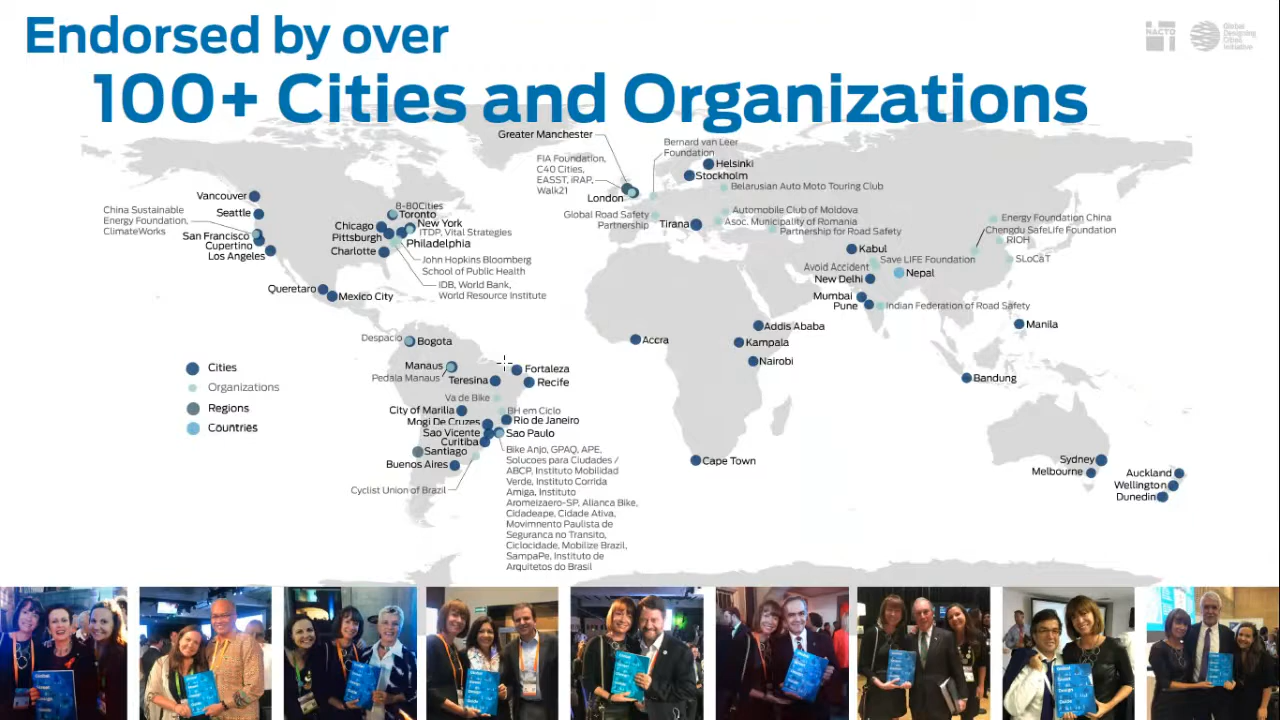 Endorsed by over
100+ Cities and Organizations
NACTO
Global
Designing
Cities
Initiative
Greater Manchester
Bernard van Leer
Foundation
FIA Foundation,
C40 Cities,
EASST, iRAP,
Walk21
London
Helsinki
Stockholm
Belarusian Auto Moto Touring Club
Global Road Safety
Partnership
Tirana
Automobile Club of Moldova
Asoc. Municipality of Romania
Partnership for Road Safety
Vancouver
Seattle
China Sustainable
Energy Foundation,
ClimateWorks
San Francisco
Cupertino
Los Angeles
8-80Cities
Toronto
Chicago
New York
ITDP, Vital Strategies
Pittsburgh
Philadelphia
Charlotte
John Hopkins Bloomberg
School of Public Health
IDB, World Bank,
World Resource Institute
Queretaro
Mexico City
Energy Foundation China
Chengdu SafeLife Foundation
RIOH
SLoCaT
Kabul
Save LIFE Foundation
Avoid Accident
Nepal
New Delhi
Mumbai
Pune
Indian Federation of Road Safety
Manila
Bandung
Addis Ababa
Accra
Kampala
Nairobi
Cape Town
Despacio
Bogota
Manaus
Pedala Manaus
Fortaleza
Teresina
Recife
Va de Bike
City of Marilia
BH em Ciclo
Mogi De Cruzes
Rio de Janeiro
Sao Vicente
Sao Paulo
Curitiba
Santiago
Buenos Aires
Cyclist Union of Brazil
Bike Anjo, GPAQ, APE,
Solucoes para Ciudades /
ABCP, Instituto Mobilidad
Verde, Instituto Corrida
Amiga, Instituto
Aromeizaero-SP, Alianca Bike,
Cidadeape, Cidade Ativa,
Movimnento Paulista de
Seguranca no Transito,
Ciclocidade, Mobilize Brazil,
SampaPe, Instituto de
Arquitetos do Brasil
Sydney
Melbourne
Auckland
Wellington
Dunedin
Cities
Organizations
Regions
Countries
Global
Street
Design
Guide